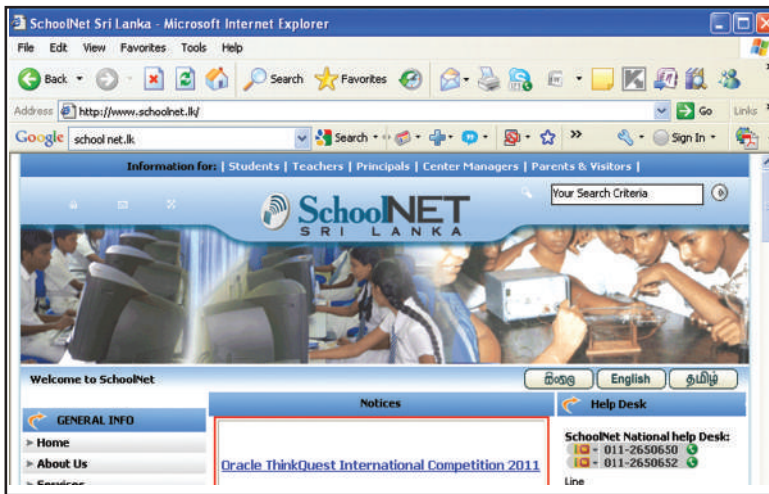 SchoolNet Sri Lanka - Microsoft Internet Explorer
File Edit View Favorites Tools Help
Back Search Favorites
Address http://www.schoolnet.lk/ Go Links
Google school net.lk Search Sign In
Information for: | Students | Teachers | Principals | Center Managers | Parents & Visitors |
Your Search Criteria
SchoolNET
SRI LANKA
Welcome to SchoolNet සිංහල English தமிழ்
Notices
Help Desk
GENERAL INFO
Home
About Us
Services
Oracle ThinkQuest International Competition 2011
SchoolNet National help Desk:
011-2650650
011-2650652
Line